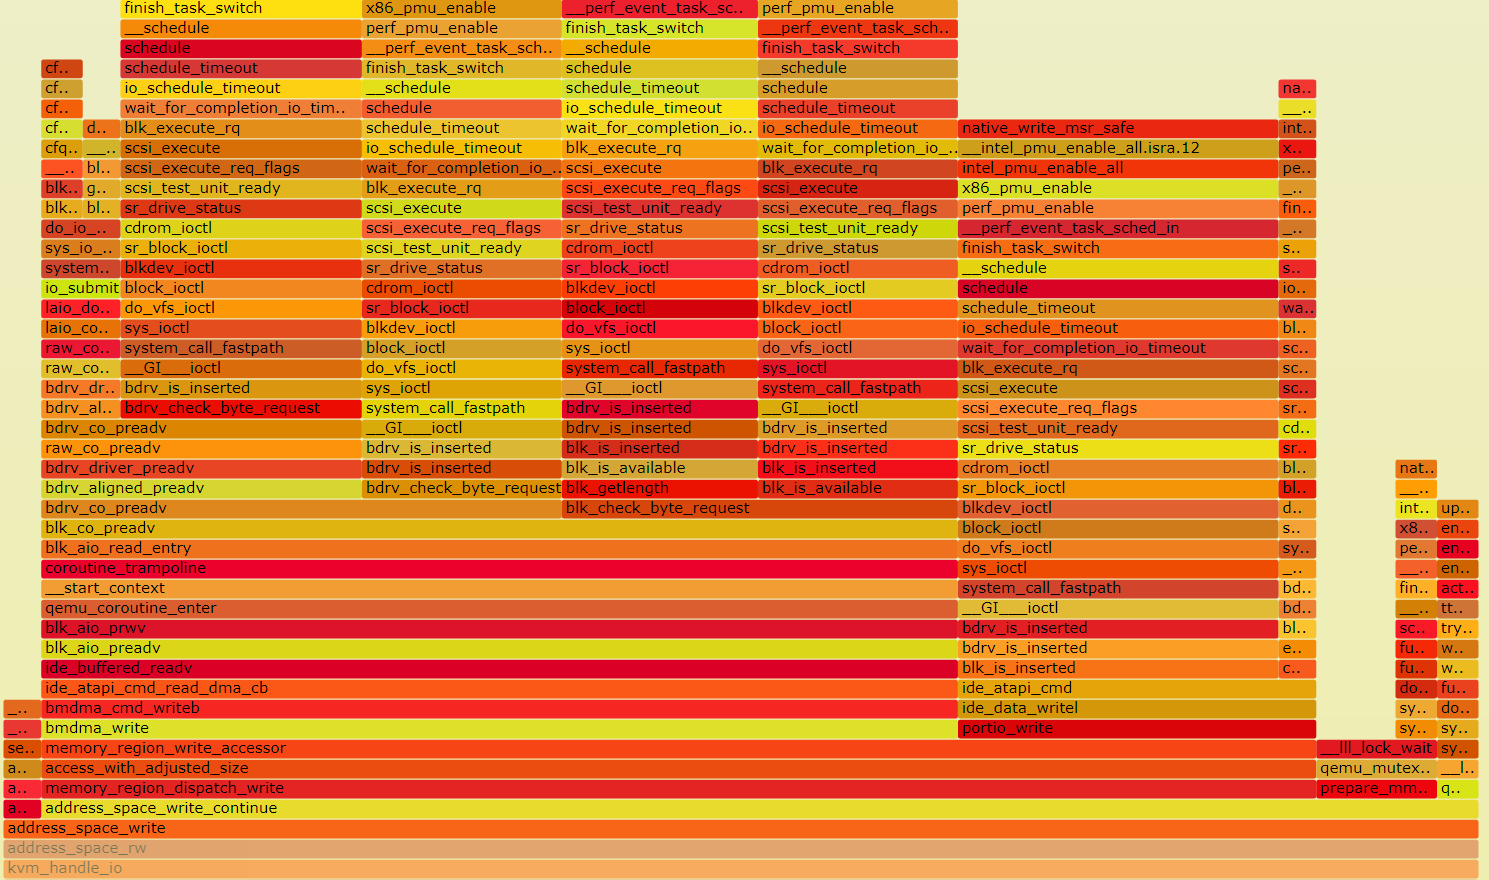 finish_task_switch x86_pmu_enable __perf_event_task_sc.. perf_pmu_enable
__schedule perf_pmu_enable finish_task_switch __perf_event_task_sch..
schedule __perf_event_task_sch.. __schedule finish_task_switch
cf.. schedule_timeout finish_task_switch schedule __schedule
cf.. io_schedule_timeout __schedule schedule_timeout schedule na..
cf.. wait_for_completion_io_tim.. schedule io_schedule_timeout schedule_timeout __..
cf.. d.. blk_execute_rq schedule_timeout wait_for_completion_io.. io_schedule_timeout native_write_msr_safe int..
cfq.. __.. scsi_execute io_schedule_timeout blk_execute_rq wait_for_completion_io_.. __intel_pmu_enable_all.isra.12 x..
__.. bl.. scsi_execute_req_flags wait_for_completion_io_.. scsi_execute blk_execute_rq intel_pmu_enable_all pe..
blk.. g.. scsi_test_unit_ready blk_execute_rq scsi_execute_req_flags scsi_execute x86_pmu_enable _..
blk.. bl.. sr_drive_status scsi_execute scsi_test_unit_ready scsi_execute_req_flags perf_pmu_enable fin..
do_io_.. cdrom_ioctl scsi_execute_req_flags sr_drive_status scsi_test_unit_ready __perf_event_task_sched_in _..
sys_io_.. sr_block_ioctl scsi_test_unit_ready cdrom_ioctl sr_drive_status finish_task_switch s..
system.. blkdev_ioctl sr_drive_status sr_block_ioctl cdrom_ioctl __schedule s..
io_submit block_ioctl cdrom_ioctl blkdev_ioctl sr_block_ioctl schedule io..
laio_do.. do_vfs_ioctl sr_block_ioctl block_ioctl blkdev_ioctl schedule_timeout wa..
laio_co.. sys_ioctl blkdev_ioctl do_vfs_ioctl block_ioctl io_schedule_timeout bl..
raw_co.. system_call_fastpath block_ioctl sys_ioctl do_vfs_ioctl wait_for_completion_io_timeout sc..
raw_co.. __GI___ioctl do_vfs_ioctl system_call_fastpath sys_ioctl blk_execute_rq sc..
bdrv_dr.. bdrv_is_inserted sys_ioctl __GI___ioctl system_call_fastpath scsi_execute sc..
bdrv_al.. bdrv_check_byte_request system_call_fastpath bdrv_is_inserted __GI___ioctl scsi_execute_req_flags sr..
bdrv_co_preadv __GI___ioctl bdrv_is_inserted bdrv_is_inserted scsi_test_unit_ready cd..
raw_co_preadv bdrv_is_inserted blk_is_inserted bdrv_is_inserted sr_drive_status sr..
bdrv_driver_preadv bdrv_is_inserted blk_is_available blk_is_inserted cdrom_ioctl bl.. nat..
bdrv_aligned_preadv bdrv_check_byte_request blk_getlength blk_is_available sr_block_ioctl bl.. __..
bdrv_co_preadv blk_check_byte_request blkdev_ioctl d.. int.. up..
blk_co_preadv block_ioctl s.. x8.. en..
blk_aio_read_entry do_vfs_ioctl sy.. pe.. en..
coroutine_trampoline sys_ioctl _.. __.. en..
__start_context system_call_fastpath bd.. fin.. act..
qemu_coroutine_enter __GI___ioctl bd.. __.. tt..
blk_aio_prwv bdrv_is_inserted bl.. sc.. try..
blk_aio_preadv bdrv_is_inserted e.. fu.. w..
ide_buffered_readv blk_is_inserted c.. fu.. w..
ide_atapi_cmd_read_dma_cb ide_atapi_cmd do.. fu..
_.. bmdma_cmd_writeb ide_data_writel sy.. do..
_.. bmdma_write portio_write sy.. sy..
se.. memory_region_write_accessor __lll_lock_wait sy..
a.. access_with_adjusted_size qemu_mutex.. __l..
a.. memory_region_dispatch_write prepare_mm.. q..
a.. address_space_write_continue
address_space_write
address_space_rw
kvm_handle_io